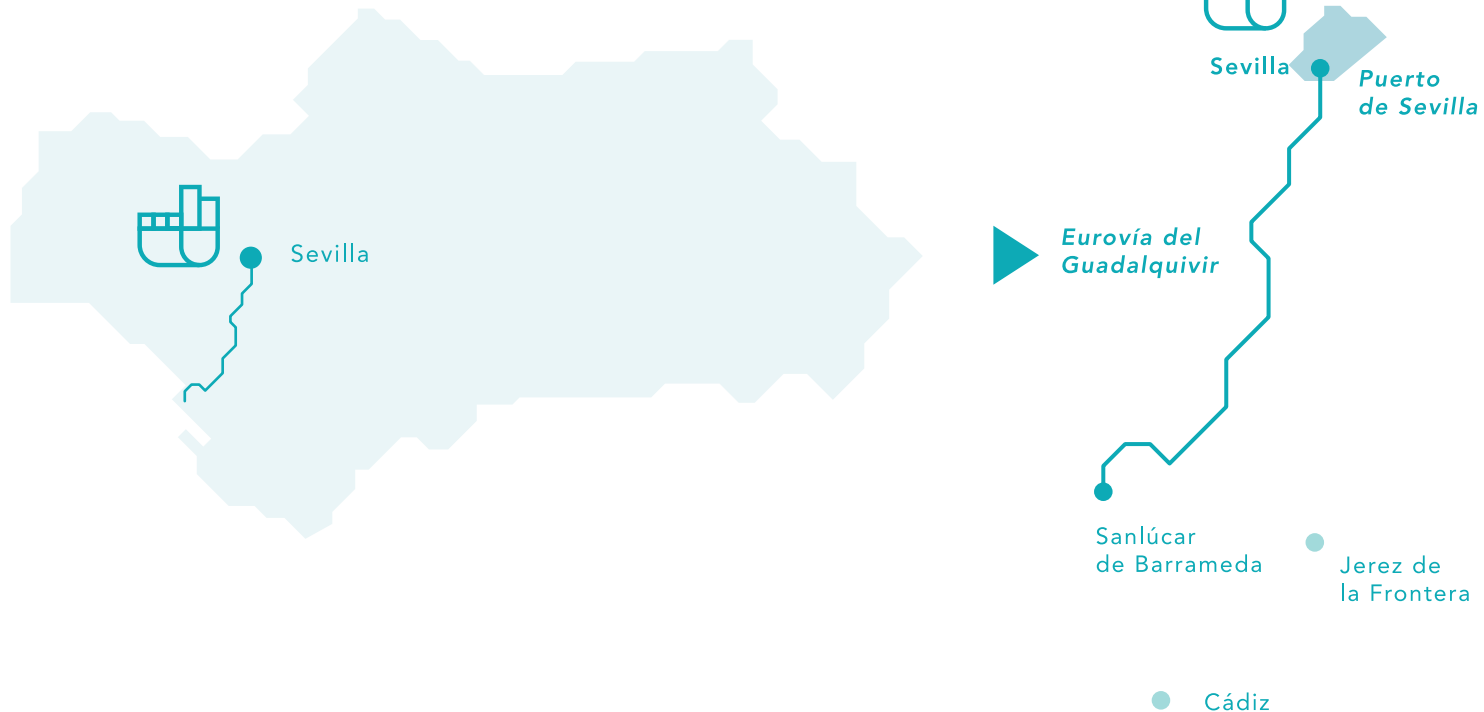 Sevilla
Sevilla
Puerto
de Sevilla
Eurovía del
Guadalquivir
Sanlúcar
de Barrameda
Jerez de
la Frontera
Cádiz